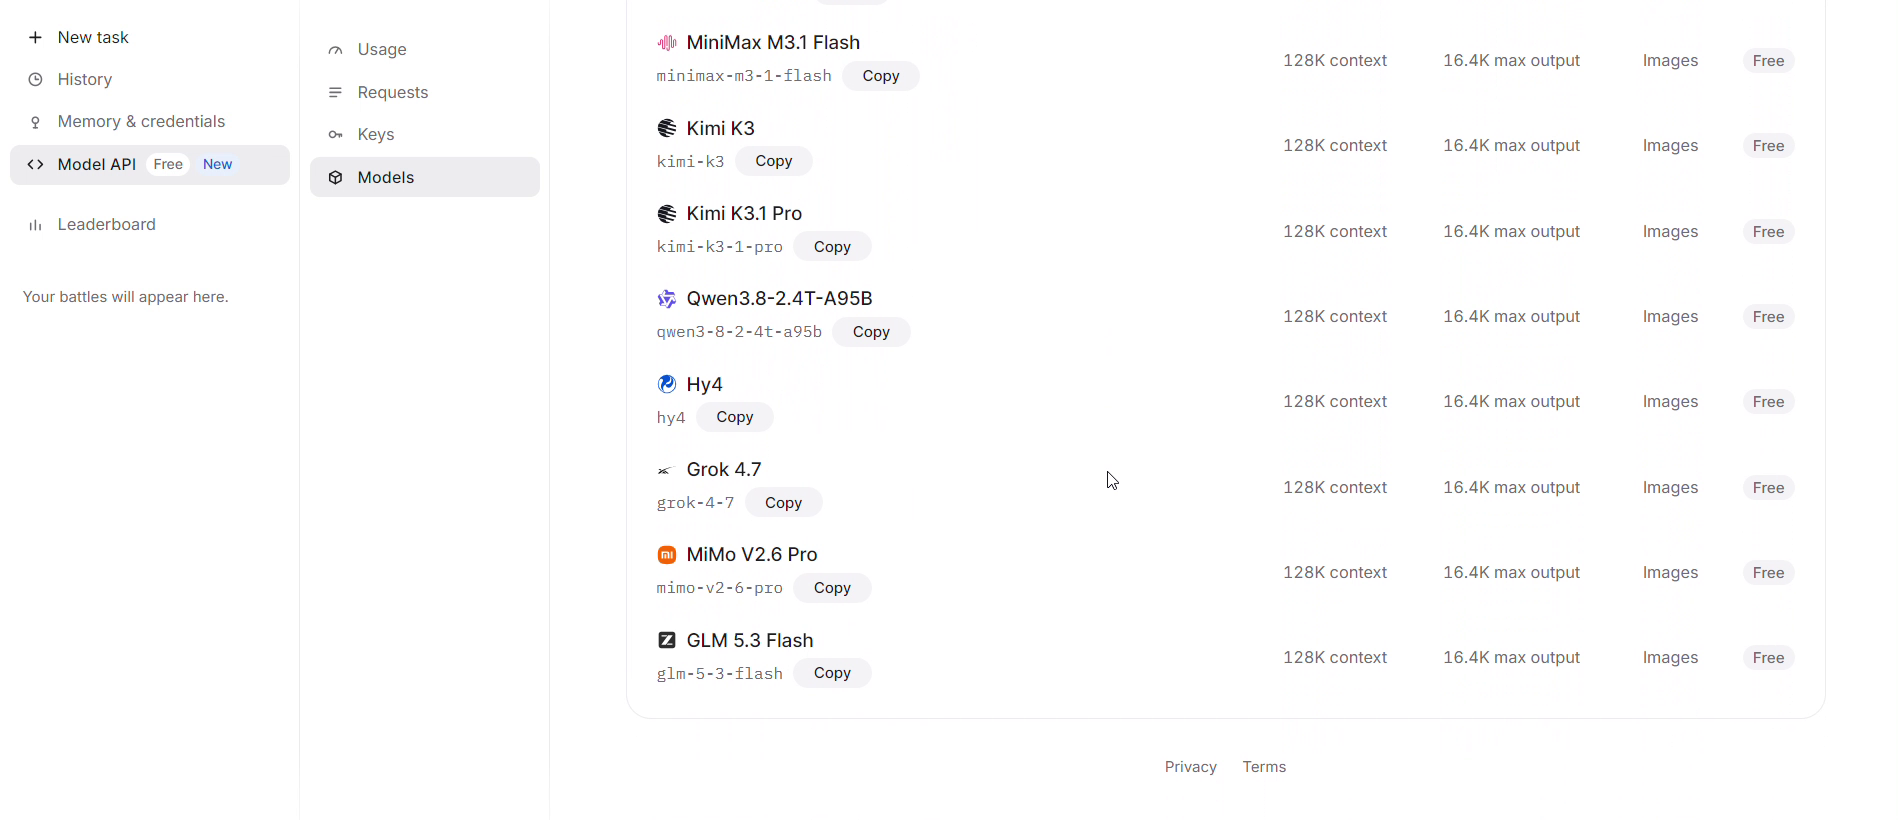 New task
History
Memory & credentials
Model API Free New
Leaderboard
Your battles will appear here.
Usage
Requests
Keys
Models
MiniMax M3.1 Flash
minimax-m3-1-flash Copy
128K context 16.4K max output Images Free
Kimi K3
kimi-k3 Copy
128K context 16.4K max output Images Free
Kimi K3.1 Pro
kimi-k3-1-pro Copy
128K context 16.4K max output Images Free
Qwen3.8-2.4T-A95B
qwen3-8-2-4t-a95b Copy
128K context 16.4K max output Images Free
Hy4
hy4 Copy
128K context 16.4K max output Images Free
Grok 4.7
grok-4-7 Copy
128K context 16.4K max output Images Free
MiMo V2.6 Pro
mimo-v2-6-pro Copy
128K context 16.4K max output Images Free
GLM 5.3 Flash
glm-5-3-flash Copy
128K context 16.4K max output Images Free
Privacy Terms